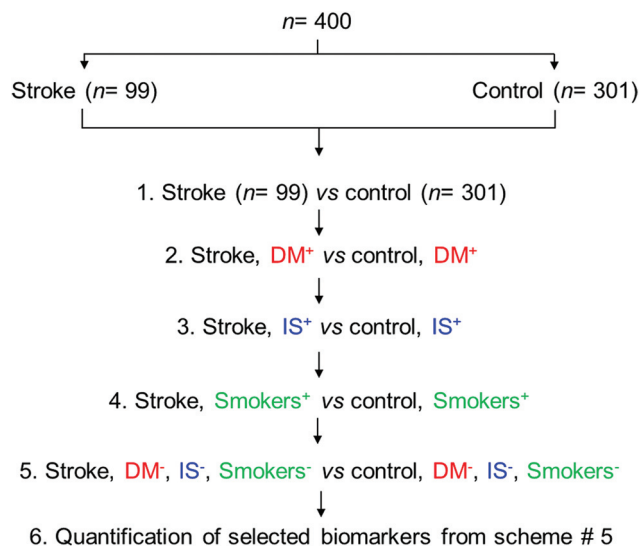 n= 400
Stroke (n= 99)
Control (n= 301)
1. Stroke (n= 99) vs control (n= 301)
2. Stroke, DM⁺ vs control, DM⁺
3. Stroke, IS⁺ vs control, IS⁺
4. Stroke, Smokers⁺ vs control, Smokers⁺
5. Stroke, DM⁻, IS⁻, Smokers⁻ vs control, DM⁻, IS⁻, Smokers⁻
6. Quantification of selected biomarkers from scheme # 5